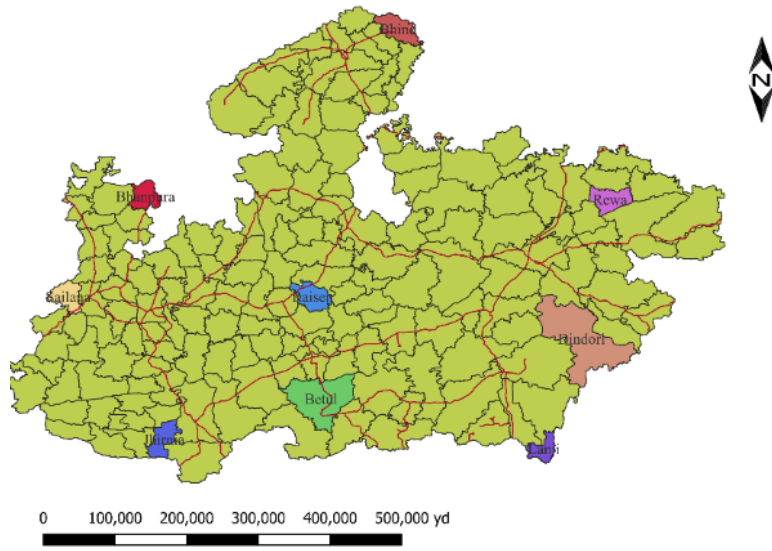 Bhind
Bhanpura
Rewa
Sailana
Raisen
Dindori
Betul
Jhirnia
Lanji
N
0 100,000 200,000 300,000 400,000 500,000 yd